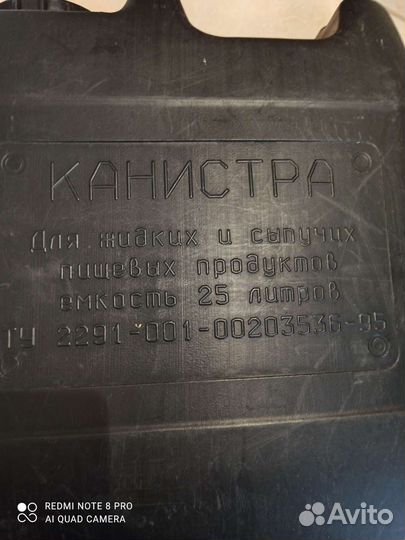 КАНИСТРА
Для жидких и сыпучих
пищевых продуктов
емкость 25 литров
ТУ 2291-001-00203536-95
REDMI NOTE 8 PRO
AI QUAD CAMERA
Avito